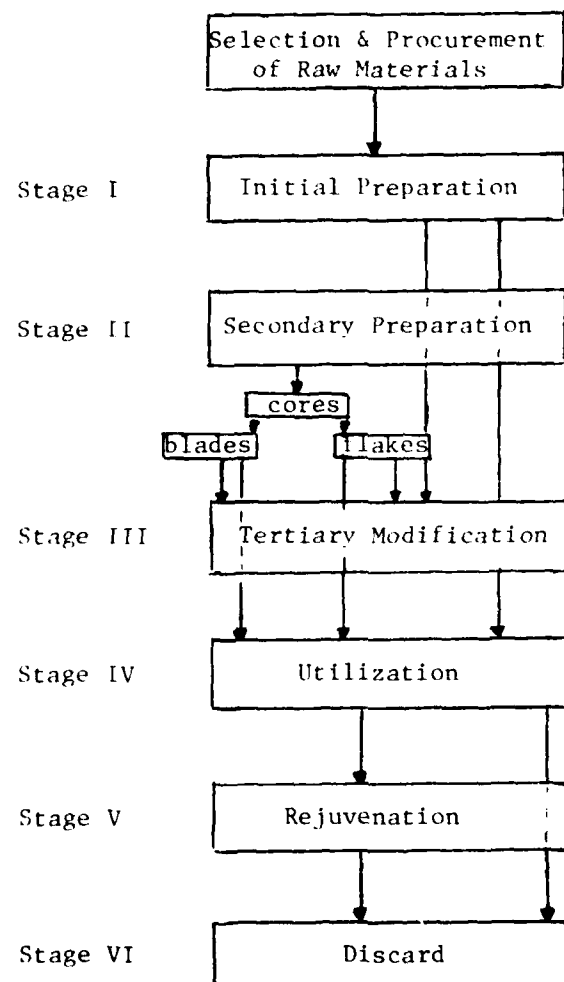 Selection & Procurement
of Raw Materials
Stage I
Initial Preparation
Stage II
Secondary Preparation
cores
blades
flakes
Stage III
Tertiary Modification
Stage IV
Utilization
Stage V
Rejuvenation
Stage VI
Discard